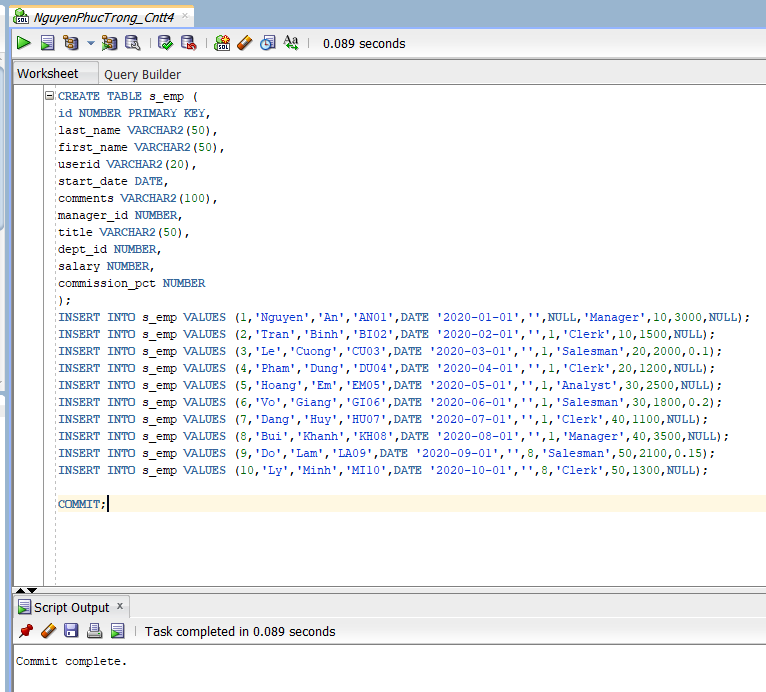 NguyenPhucTrong_Cntt4
0.089 seconds
Worksheet Query Builder
CREATE TABLE s_emp (
id NUMBER PRIMARY KEY,
last_name VARCHAR2(50),
first_name VARCHAR2(50),
userid VARCHAR2(20),
start_date DATE,
comments VARCHAR2(100),
manager_id NUMBER,
title VARCHAR2(50),
dept_id NUMBER,
salary NUMBER,
commission_pct NUMBER
);
INSERT INTO s_emp VALUES (1,'Nguyen','An','AN01',DATE '2020-01-01','',NULL,'Manager',10,3000,NULL);
INSERT INTO s_emp VALUES (2,'Tran','Binh','BI02',DATE '2020-02-01','',1,'Clerk',10,1500,NULL);
INSERT INTO s_emp VALUES (3,'Le','Cuong','CU03',DATE '2020-03-01','',1,'Salesman',20,2000,0.1);
INSERT INTO s_emp VALUES (4,'Pham','Dung','DU04',DATE '2020-04-01','',1,'Clerk',20,1200,NULL);
INSERT INTO s_emp VALUES (5,'Hoang','Em','EM05',DATE '2020-05-01','',1,'Analyst',30,2500,NULL);
INSERT INTO s_emp VALUES (6,'Vo','Giang','GI06',DATE '2020-06-01','',1,'Salesman',30,1800,0.2);
INSERT INTO s_emp VALUES (7,'Dang','Huy','HU07',DATE '2020-07-01','',1,'Clerk',40,1100,NULL);
INSERT INTO s_emp VALUES (8,'Bui','Khanh','KH08',DATE '2020-08-01','',1,'Manager',40,3500,NULL);
INSERT INTO s_emp VALUES (9,'Do','Lam','LA09',DATE '2020-09-01','',8,'Salesman',50,2100,0.15);
INSERT INTO s_emp VALUES (10,'Ly','Minh','MI10',DATE '2020-10-01','',8,'Clerk',50,1300,NULL);
COMMIT;
Script Output
Task completed in 0.089 seconds
Commit complete.